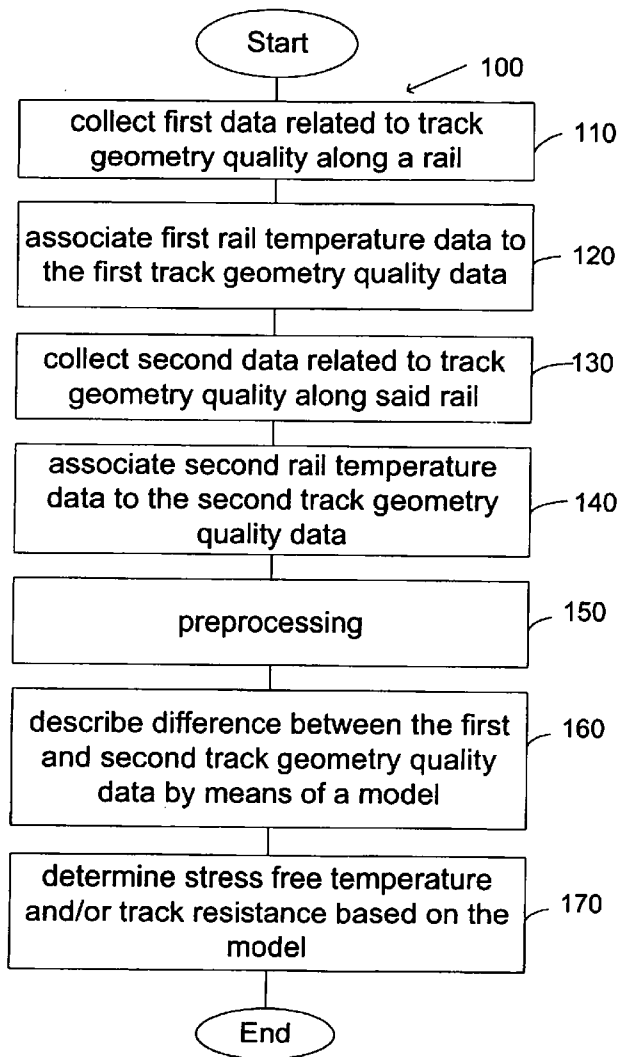 Start
100
collect first data related to track
geometry quality along a rail
110
associate first rail temperature data to
the first track geometry quality data
120
collect second data related to track
geometry quality along said rail
130
associate second rail temperature
data to the second track geometry
quality data
140
preprocessing
150
describe difference between the first
and second track geometry quality
data by means of a model
160
determine stress free temperature
and/or track resistance based on the
model
170
End